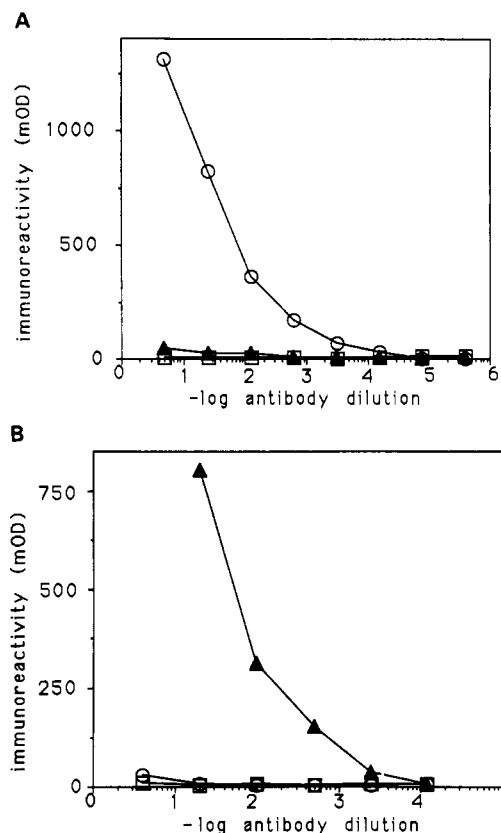 A
immunoreactivity (mOD)
1000
500
0
0 1 2 3 4 5 6
-log antibody dilution
B
immunoreactivity (mOD)
750
500
250
0
0 1 2 3 4 5
-log antibody dilution